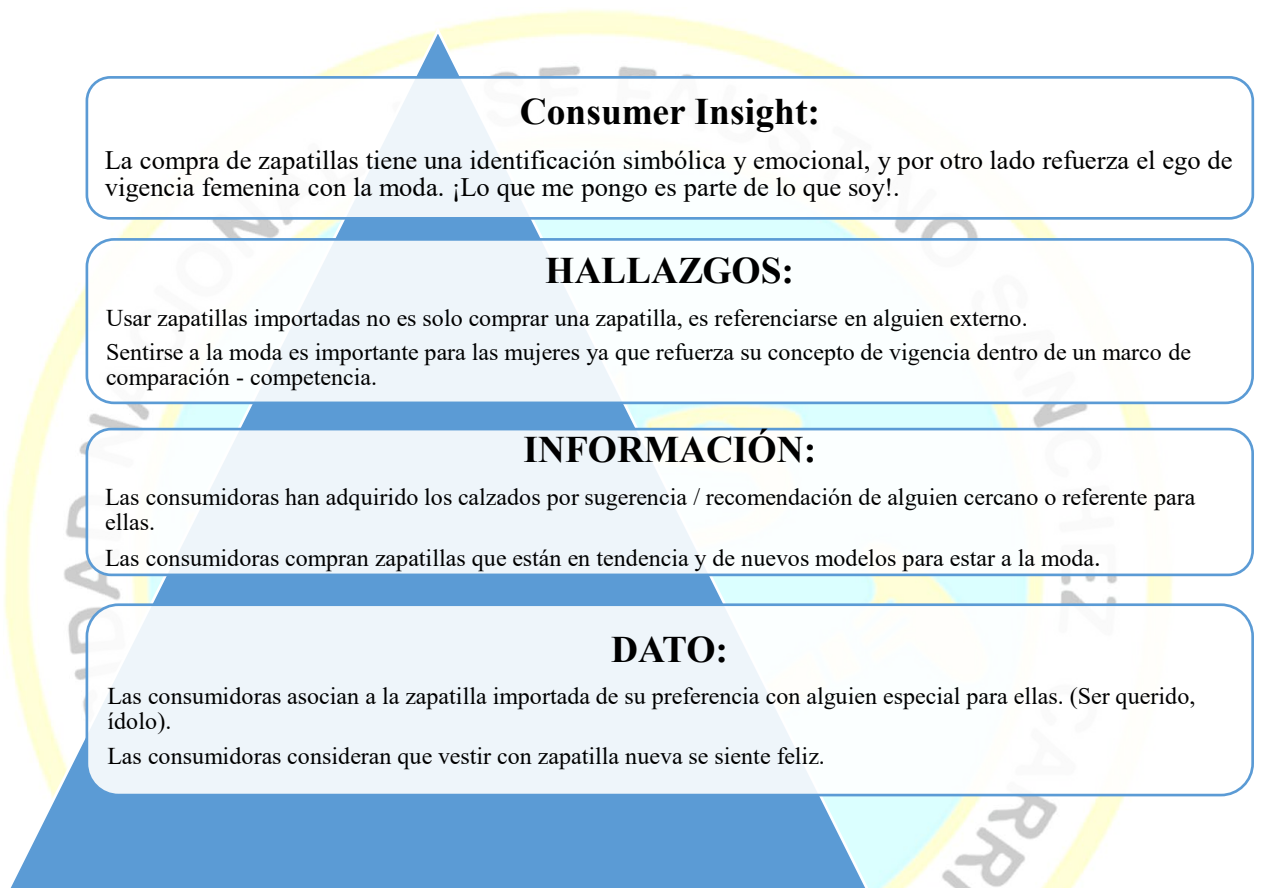 Consumer Insight:
La compra de zapatillas tiene una identificación simbólica y emocional, y por otro lado refuerza el ego de
vigencia femenina con la moda. ¡Lo que me pongo es parte de lo que soy!.
HALLAZGOS:
Usar zapatillas importadas no es solo comprar una zapatilla, es referenciarse en alguien externo.
Sentirse a la moda es importante para las mujeres ya que refuerza su concepto de vigencia dentro de un marco de
comparación - competencia.
INFORMACIÓN:
Las consumidoras han adquirido los calzados por sugerencia / recomendación de alguien cercano o referente para
ellas.
Las consumidoras compran zapatillas que están en tendencia y de nuevos modelos para estar a la moda.
DATO:
Las consumidoras asocian a la zapatilla importada de su preferencia con alguien especial para ellas. (Ser querido,
ídolo).
Las consumidoras consideran que vestir con zapatilla nueva se siente feliz.